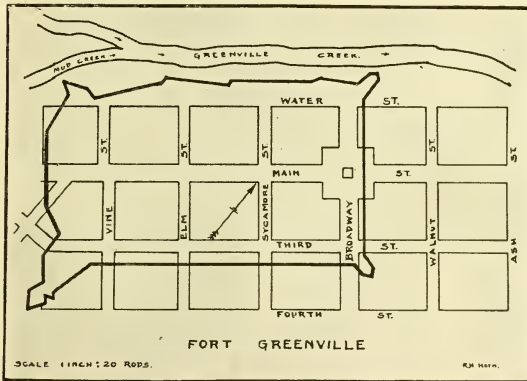 MUD CREEK
GREENVILLE CREEK.
WATER ST.
ST.
ST.
ST.
ST.
ST.
MAIN ST.
VINE
ELM
SYCAMORE
BROADWAY
WALNUT
ASH
THIRD ST.
FOURTH ST.
FORT GREENVILLE
SCALE 1 INCH : 20 RODS.